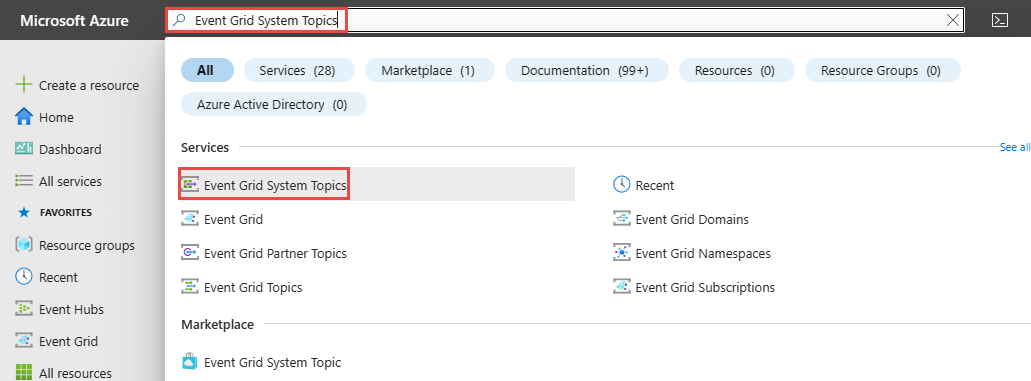 Microsoft Azure
Event Grid System Topics
All
Services (28)
Marketplace (1)
Documentation (99+)
Resources (0)
Resource Groups (0)
Azure Active Directory (0)
Create a resource
Home
Dashboard
All services
FAVORITES
Resource groups
Recent
Event Hubs
Event Grid
All resources
Services
See all
Event Grid System Topics
Recent
Event Grid
Event Grid Domains
Event Grid Partner Topics
Event Grid Namespaces
Event Grid Topics
Event Grid Subscriptions
Marketplace
Event Grid System Topic